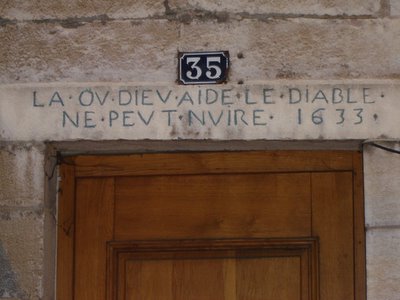 35
LA·OV·DIEV·AIDE·LE·DIABLE·
NE·PEVT·NVIRE· 1633·